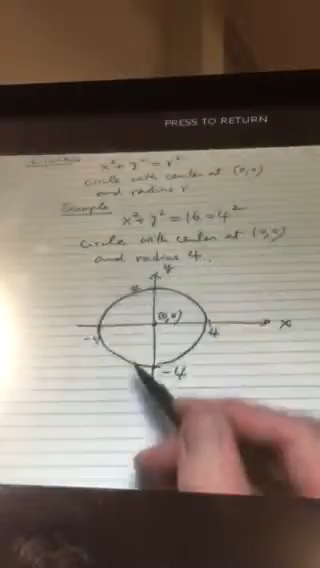 PRESS TO RETURN
x² + y² = r²
circle with center at (0,0)
and radius r
Example
x² + y² = 16 = 4²
circle with center at (0,0)
and radius 4.
y
(0,0)
x
-4
4
-4